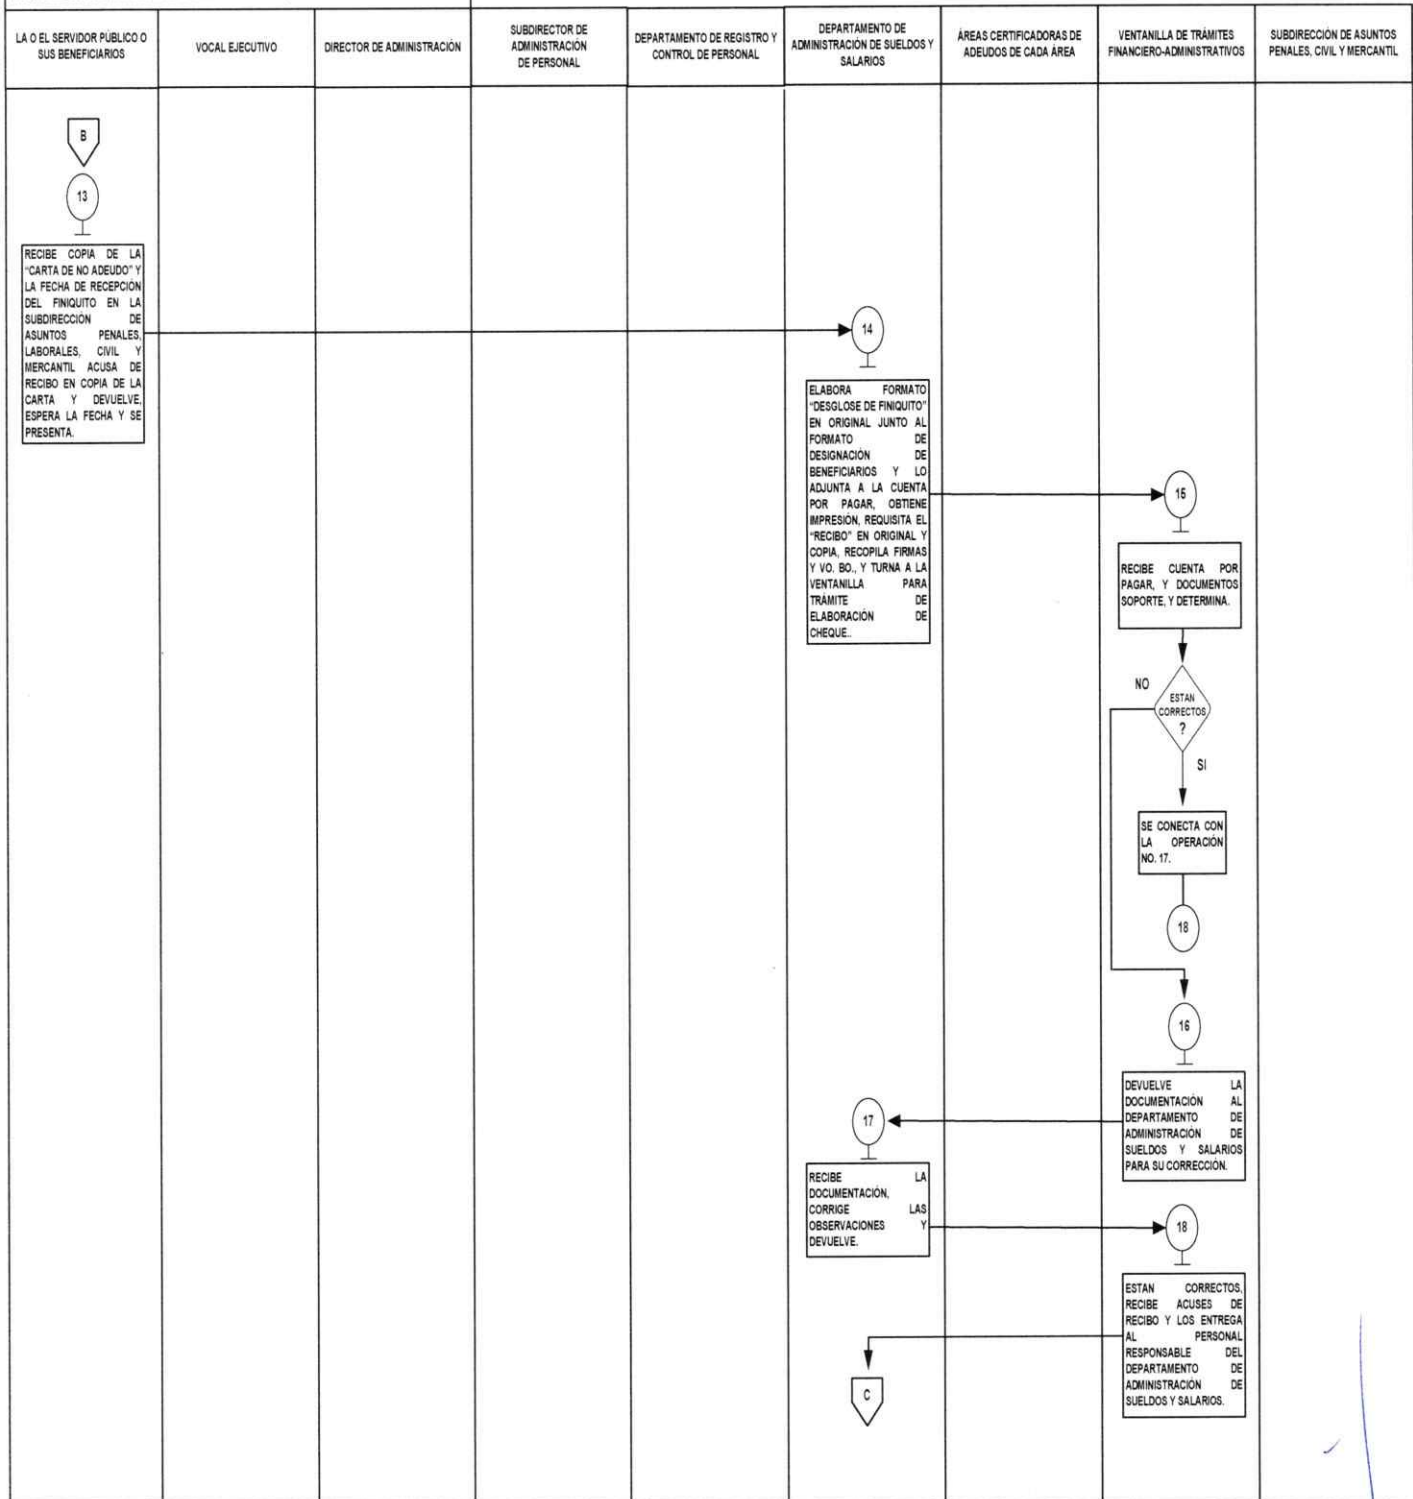 LA O EL SERVIDOR PÚBLICO O
SUS BENEFICIARIOS
VOCAL EJECUTIVO
DIRECTOR DE ADMINISTRACIÓN
SUBDIRECTOR DE
ADMINISTRACIÓN
DE PERSONAL
DEPARTAMENTO DE REGISTRO Y
CONTROL DE PERSONAL
DEPARTAMENTO DE
ADMINISTRACIÓN DE SUELDOS Y
SALARIOS
ÁREAS CERTIFICADORAS DE
ADEUDOS DE CADA ÁREA
VENTANILLA DE TRÁMITES
FINANCIERO-ADMINISTRATIVOS
SUBDIRECCIÓN DE ASUNTOS
PENALES, CIVIL Y MERCANTIL
B
13
RECIBE COPIA DE LA
"CARTA DE NO ADEUDO" Y
LA FECHA DE RECEPCIÓN
DEL FINIQUITO EN LA
SUBDIRECCIÓN DE
ASUNTOS PENALES,
LABORALES, CIVIL Y
MERCANTIL ACUSA DE
RECIBO EN COPIA DE LA
CARTA Y DEVUELVE,
ESPERA LA FECHA Y SE
PRESENTA.
14
ELABORA FORMATO
"DESGLOSE DE FINIQUITO"
EN ORIGINAL JUNTO AL
FORMATO DE
DESIGNACIÓN DE
BENEFICIARIOS Y LO
ADJUNTA A LA CUENTA
POR PAGAR, OBTIENE
IMPRESIÓN, REQUISITA EL
"RECIBO" EN ORIGINAL Y
COPIA, RECOPILA FIRMAS
Y VO. BO., Y TURNA A LA
VENTANILLA PARA
TRÁMITE DE
ELABORACIÓN DE
CHEQUE..
15
RECIBE CUENTA POR
PAGAR, Y DOCUMENTOS
SOPORTE, Y DETERMINA.
NO
ESTAN
CORRECTOS
?
SI
SE CONECTA CON
LA OPERACIÓN
NO. 17.
18
16
DEVUELVE LA
DOCUMENTACIÓN AL
DEPARTAMENTO DE
ADMINISTRACIÓN DE
SUELDOS Y SALARIOS
PARA SU CORRECCIÓN.
17
RECIBE LA
DOCUMENTACIÓN,
CORRIGE LAS
OBSERVACIONES Y
DEVUELVE.
18
ESTAN CORRECTOS,
RECIBE ACUSES DE
RECIBO Y LOS ENTREGA
AL PERSONAL
RESPONSABLE DEL
DEPARTAMENTO DE
ADMINISTRACIÓN DE
SUELDOS Y SALARIOS.
C